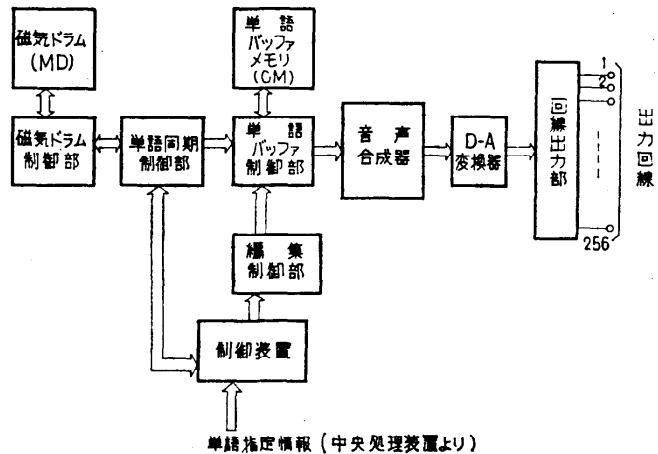 磁気ドラム
(MD)
単語
バッファ
メモリ
(CM)
磁気ドラム
制御部
単語同期
制御部
単語
バッファ
制御部
音声
合成器
D-A
変換器
回線出力部
1
2
256
出力回線
編集
制御部
制御装置
単語指定情報(中央処理装置より)